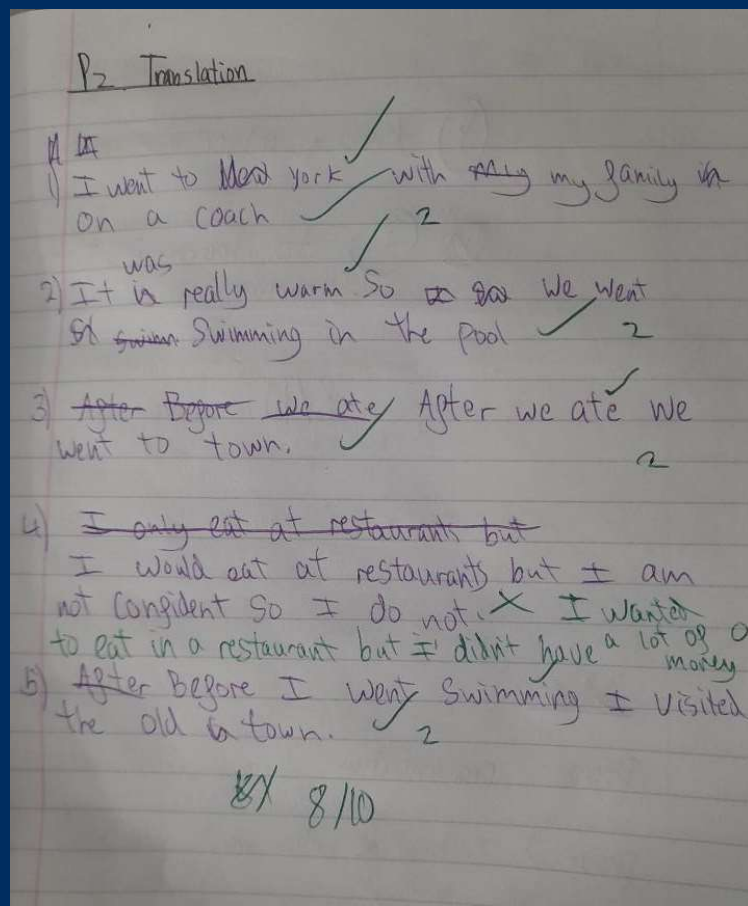 P2 Translation
1) I went to New york with my family
on a coach 2
was
2) It is really warm so we went
swimming in the pool 2
3) After Before we ate After we ate we
went to town. 2
4) I only eat at restaurants but
I would eat at restaurants but I am
not confident so I do not. X I wanted
to eat in a restaurant but I didn't have a lot of money 0
5) After Before I went swimming I visited
the old town. 2
8/10